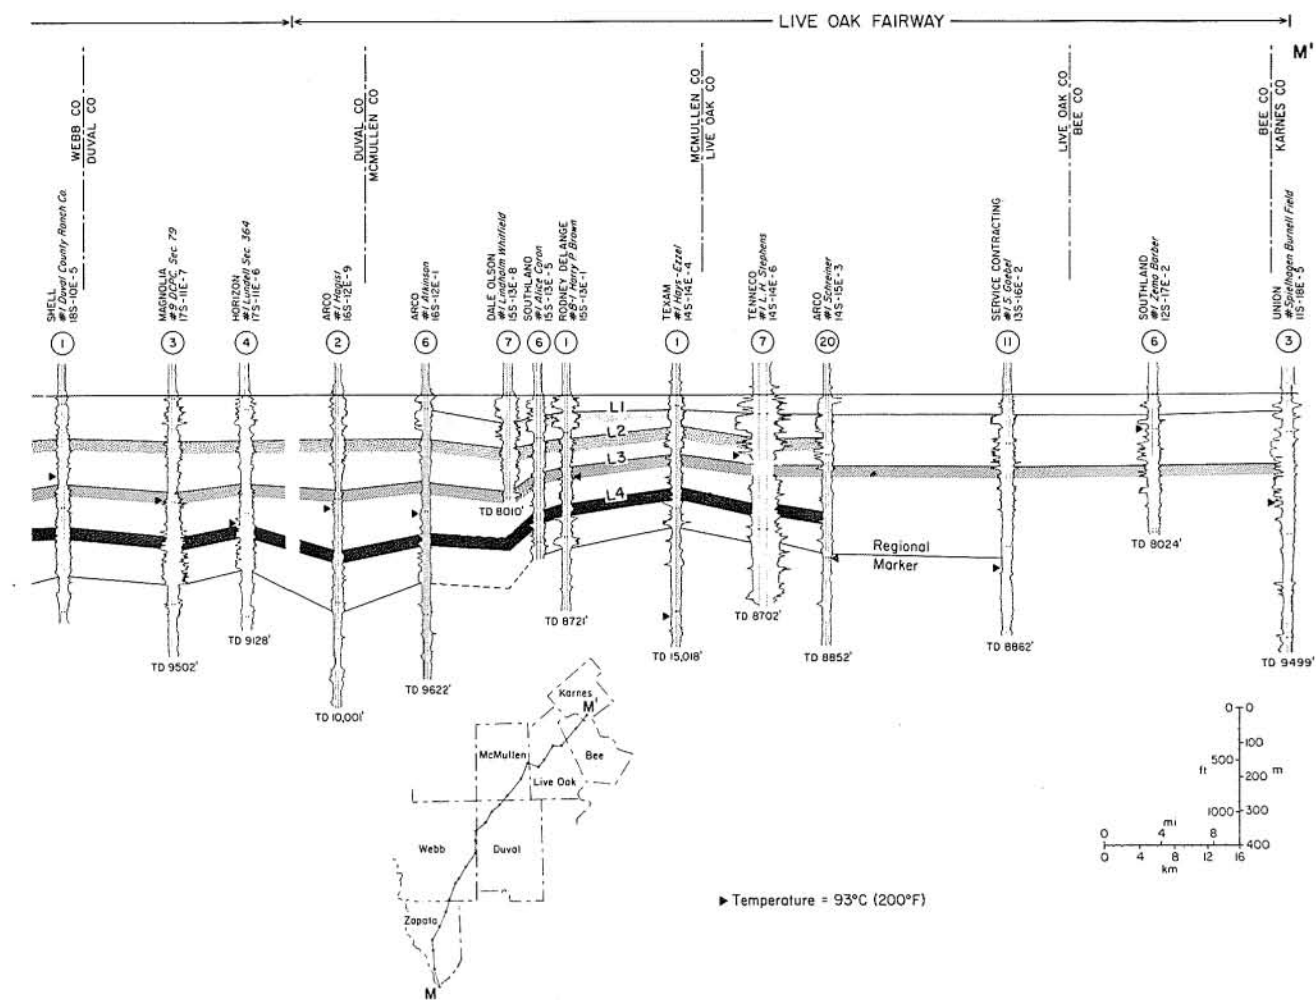 LIVE OAK FAIRWAY
M'
WEBB CO
DUVAL CO
DUVAL CO
MCMULLEN CO
MCMULLEN CO
LIVE OAK CO
LIVE OAK CO
BEE CO
BEE CO
KARNES CO
SHELL
#1 Duval County Ranch Co.
18S-10E-5
MAGNOLIA
#9 DCPC, Sec. 79
17S-11E-7
HORIZON
#1 Lundell Sec. 364
17S-11E-6
ARCO
#1 Hagist
16S-12E-9
ARCO
#1 Atkinson
16S-12E-1
DALE OLSON
#1 Lindholm Whitfield
15S-13E-8
SOUTHLAND
#1 Alice Coron
15S-13E-5
RODNEY DELANGE
#B-1 Harry P. Brown
15S-13E-1
TEXAM
#1 Hays-Ezzel
14S-14E-4
TENNECO
#1 L.H. Stephens
14S-14E-6
ARCO
#1 Schreiner
14S-15E-3
SERVICE CONTRACTING
#1 S. Goebel
13S-16E-2
SOUTHLAND
#1 Zema Barber
12S-17E-2
UNION
# Spielhagen Burnell Field
11S-18E-5
1
3
4
2
6
7
6
1
1
7
20
11
6
3
L1
L2
L3
L4
Regional
Marker
TD 8010'
TD 8024'
TD 9502'
TD 9128'
TD 10,001'
TD 9622'
TD 8721'
TD 15,018'
TD 8702'
TD 8852'
TD 8862'
TD 9499'
Karnes
M'
McMullen
Bee
Live Oak
Webb
Duval
Zapata
M
0 0
100
500
ft 200 m
1000 300
400
mi
0 4 8
0 4 8 12 16
km
► Temperature = 93°C (200°F)